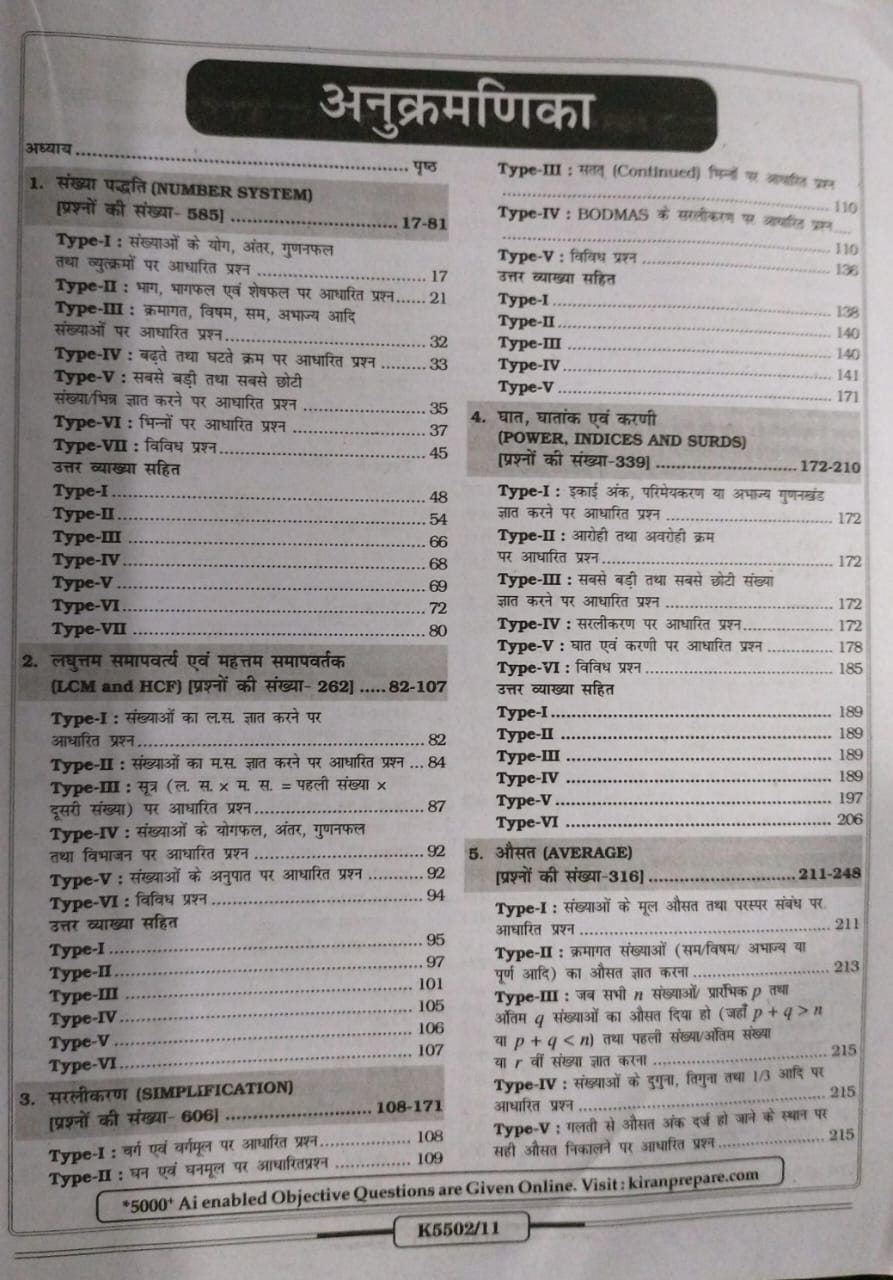 अनुक्रमणिका
अध्याय ........ पृष्ठ
1. संख्या पद्धति (NUMBER SYSTEM)
[प्रश्नों की संख्या- 585] ........ 17-81
Type-I : संख्याओं के योग, अंतर, गुणनफल
तथा व्युत्क्रमों पर आधारित प्रश्न ........ 17
Type-II : भाग, भागफल एवं शेषफल पर आधारित प्रश्न...... 21
Type-III : क्रमागत, विषम, सम, अभाज्य आदि
संख्याओं पर आधारित प्रश्न........ 32
Type-IV : बढ़ते तथा घटते क्रम पर आधारित प्रश्न ......... 33
Type-V : सबसे बड़ी तथा सबसे छोटी
संख्या/भिन्न ज्ञात करने पर आधारित प्रश्न ........ 35
Type-VI : भिन्नों पर आधारित प्रश्न ........ 37
Type-VII : विविध प्रश्न........ 45
उत्तर व्याख्या सहित
Type-I ........ 48
Type-II ........ 54
Type-III ........ 66
Type-IV ........ 68
Type-V ........ 69
Type-VI ........ 72
Type-VII ........ 80
2. लघुत्तम समापवर्त्य एवं महत्तम समापवर्तक
(LCM and HCF) [प्रश्नों की संख्या- 262] .....82-107
Type-I : संख्याओं का ल.स. ज्ञात करने पर
आधारित प्रश्न ........ 82
Type-II : संख्याओं का म.स. ज्ञात करने पर आधारित प्रश्न ... 84
Type-III : सूत्र (ल. स. × म. स. = पहली संख्या ×
दूसरी संख्या) पर आधारित प्रश्न........ 87
Type-IV : संख्याओं के योगफल, अंतर, गुणनफल
तथा विभाजन पर आधारित प्रश्न ........ 92
Type-V : संख्याओं के अनुपात पर आधारित प्रश्न ........ 92
Type-VI : विविध प्रश्न ........ 94
उत्तर व्याख्या सहित
Type-I ........ 95
Type-II ........ 97
Type-III ........ 101
Type-IV ........ 105
Type-V ........ 106
Type-VI ........ 107
3. सरलीकरण (SIMPLIFICATION)
[प्रश्नों की संख्या- 606] ........ 108-171
Type-I : वर्ग एवं वर्गमूल पर आधारित प्रश्न........ 108
Type-II : घन एवं घनमूल पर आधारितप्रश्न ........ 109
Type-III : सतत् (Continued) भिन्नों पर आधारित प्रश्न
........ 110
Type-IV : BODMAS के सरलीकरण पर आधारित प्रश्न....
........ 110
Type-V : विविध प्रश्न ........ 136
उत्तर व्याख्या सहित
Type-I ........ 138
Type-II ........ 140
Type-III ........ 140
Type-IV ........ 141
Type-V ........ 171
4. घात, घातांक एवं करणी
(POWER, INDICES AND SURDS)
[प्रश्नों की संख्या-339] ........ 172-210
Type-I : इकाई अंक, परिमेयकरण या अभाज्य गुणनखंड
ज्ञात करने पर आधारित प्रश्न ........ 172
Type-II : आरोही तथा अवरोही क्रम
पर आधारित प्रश्न ........ 172
Type-III : सबसे बड़ी तथा सबसे छोटी संख्या
ज्ञात करने पर आधारित प्रश्न ........ 172
Type-IV : सरलीकरण पर आधारित प्रश्न........ 172
Type-V : घात एवं करणी पर आधारित प्रश्न ........ 178
Type-VI : विविध प्रश्न ........ 185
उत्तर व्याख्या सहित
Type-I ........ 189
Type-II ........ 189
Type-III ........ 189
Type-IV ........ 189
Type-V ........ 197
Type-VI ........ 206
5. औसत (AVERAGE)
[प्रश्नों की संख्या-316] ........ 211-248
Type-I : संख्याओं के मूल औसत तथा परस्पर संबंध पर
आधारित प्रश्न ........ 211
Type-II : क्रमागत संख्याओं (सम/विषम/ अभाज्य या
पूर्ण आदि) का औसत ज्ञात करना ........ 213
Type-III : जब सभी n संख्याओं/ प्रारंभिक p तथा
अंतिम q संख्याओं का औसत दिया हो (जहाँ p + q > n
या p + q < n) तथा पहली संख्या/अंतिम संख्या
या r वीं संख्या ज्ञात करना ........ 215
Type-IV : संख्याओं के दुगुना, तिगुना तथा 1/3 आदि पर
आधारित प्रश्न ........ 215
Type-V : गलती से औसत अंक दर्ज हो जाने के स्थान पर
सही औसत निकालने पर आधारित प्रश्न ........ 215
*5000+ Ai enabled Objective Questions are Given Online. Visit : kiranprepare.com
K5502/11